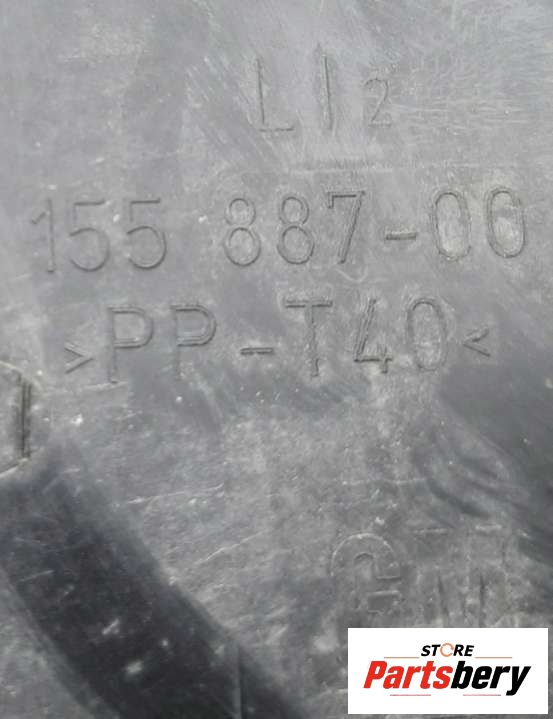 LI2
155 887-00
>PP-T40<
STORE
Partsbery